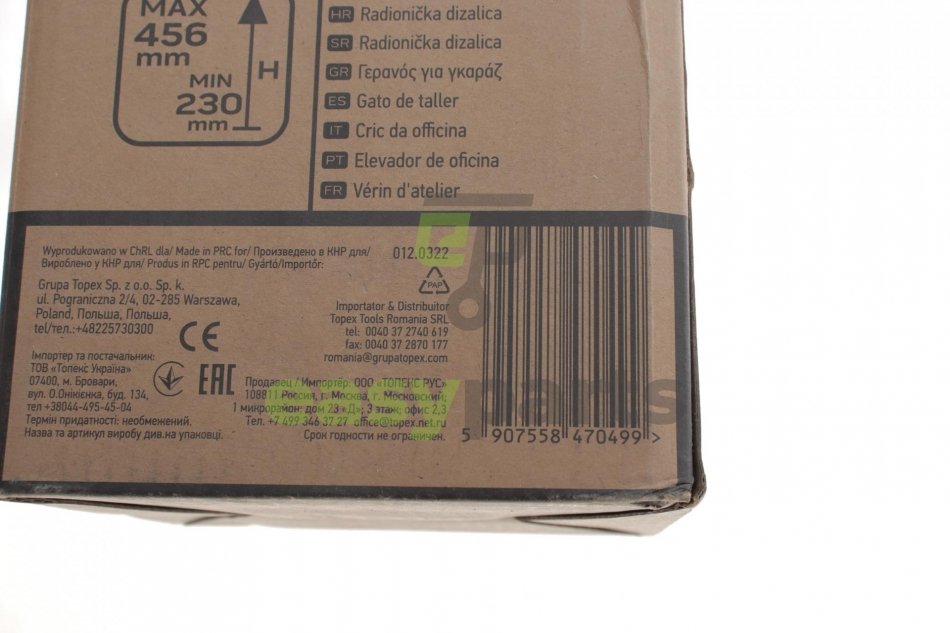 MAX
456
mm
MIN
230
mm
H
HR Radionička dizalica
SR Radionička dizalica
GR Γερανός για γκαράζ
ES Gato de taller
IT Cric da officina
PT Elevador de oficina
FR Vérin d'atelier
Wyprodukowano w ChRL dla/ Made in PRC for/ Произведено в КНР для/
Вироблено у КНР для/ Produs in RPC pentru/ Gyártó/Importőr:
Grupa Topex Sp. z o.o. Sp. k.
ul. Pograniczna 2/4, 02-285 Warszawa,
Poland, Польша, Польща,
tel/тел.:+48225730300
CE
012.0322
PAP
Importator & Distribuitor
Topex Tools Romania SRL
tel: 0040 37 2740 619
fax: 0040 37 2870 177
romania@grupatopex.com
Імпортер та постачальник:
ТОВ «Топекс Україна»
07400, м. Бровари,
вул. О.Онікієнка, буд. 134,
тел +38044-495-45-04
Термін придатності: необмежений.
Назва та артикул виробу див.на упаковці.
EAC
Продавец / Импортёр: ООО «ТОПЕКС РУС»
108811 Россия, г. Москва, г. Московский,
1 микрорайон: дом 23 «Д»; 3 этаж; офис 2,3
Тел. +7 499 346 37 27 office@topex.net.ru
Срок годности не ограничен.
5 907558 470499 >